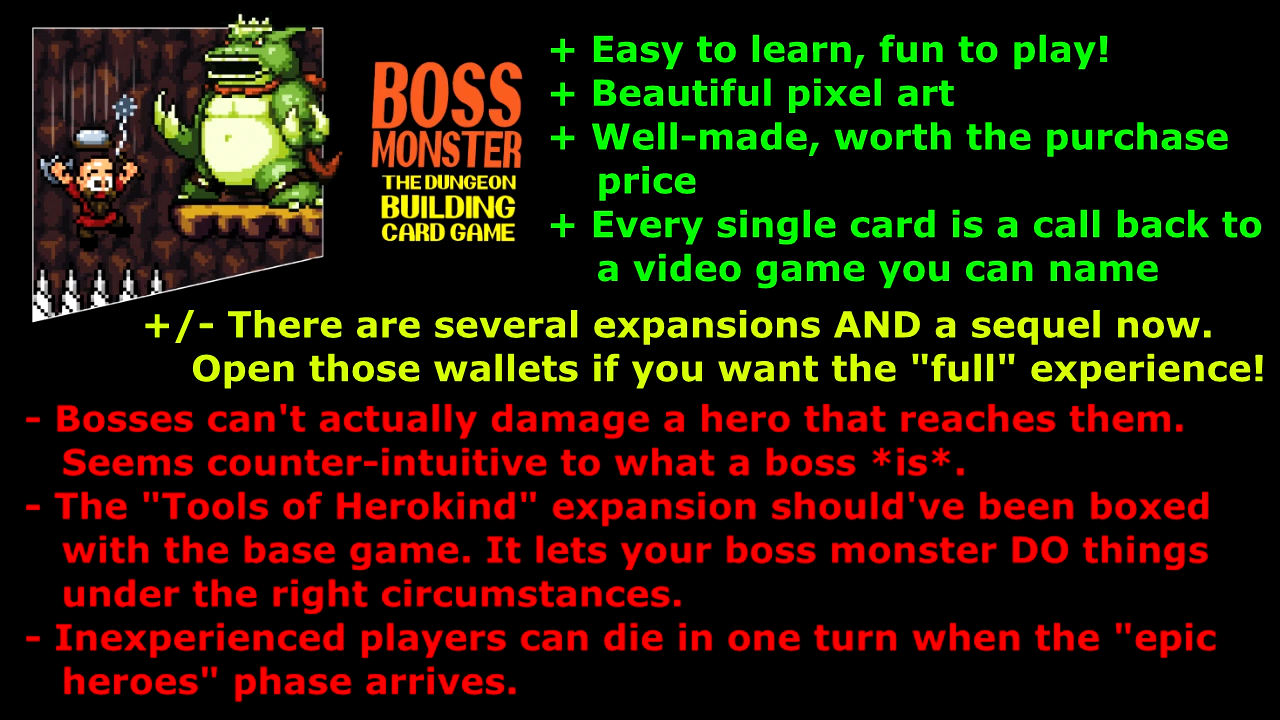 BOSS
MONSTER
THE DUNGEON
BUILDING
CARD GAME
+ Easy to learn, fun to play!
+ Beautiful pixel art
+ Well-made, worth the purchase
price
+ Every single card is a call back to
a video game you can name
+/- There are several expansions AND a sequel now.
Open those wallets if you want the "full" experience!
- Bosses can't actually damage a hero that reaches them.
Seems counter-intuitive to what a boss *is*.
- The "Tools of Herokind" expansion should've been boxed
with the base game. It lets your boss monster DO things
under the right circumstances.
- Inexperienced players can die in one turn when the "epic
heroes" phase arrives.